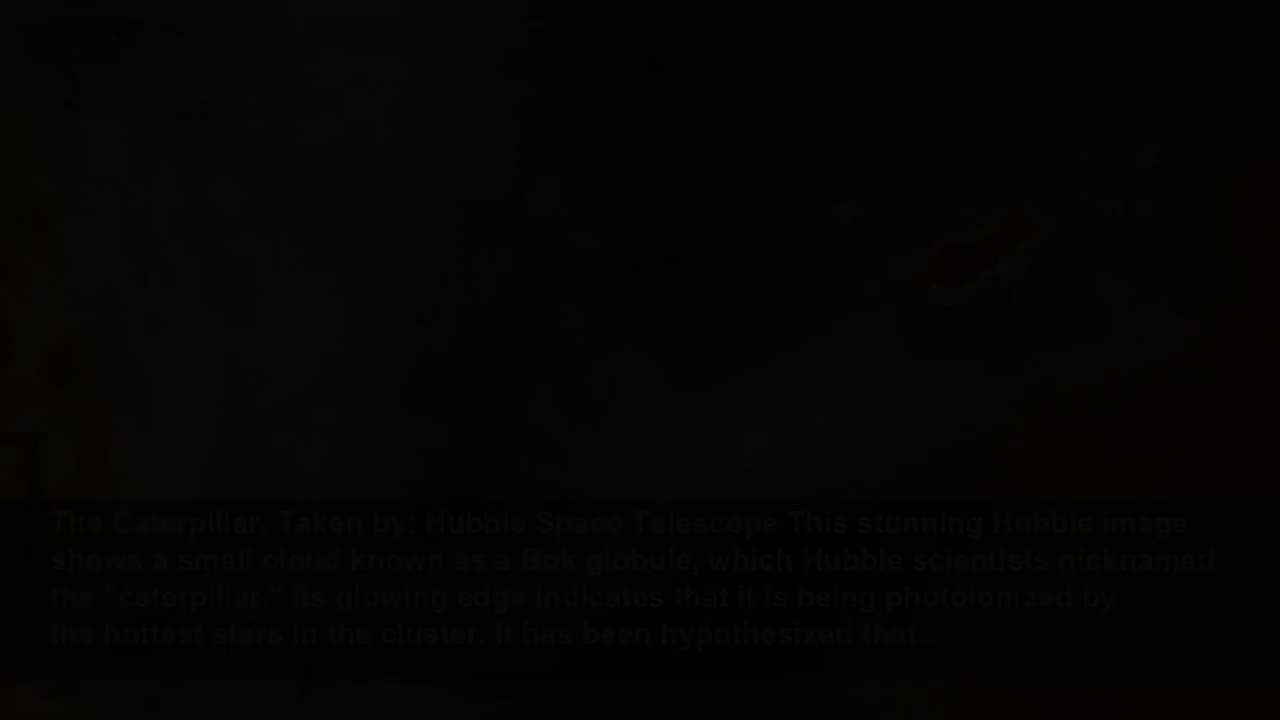 The Caterpillar, Taken by: Hubble Space Telescope This stunning Hubble image
shows a small cloud known as a Bok globule, which Hubble scientists nicknamed
the "caterpillar." Its glowing edge indicates that it is being photoionized by
the hottest stars in the cluster. It has been hypothesized that...